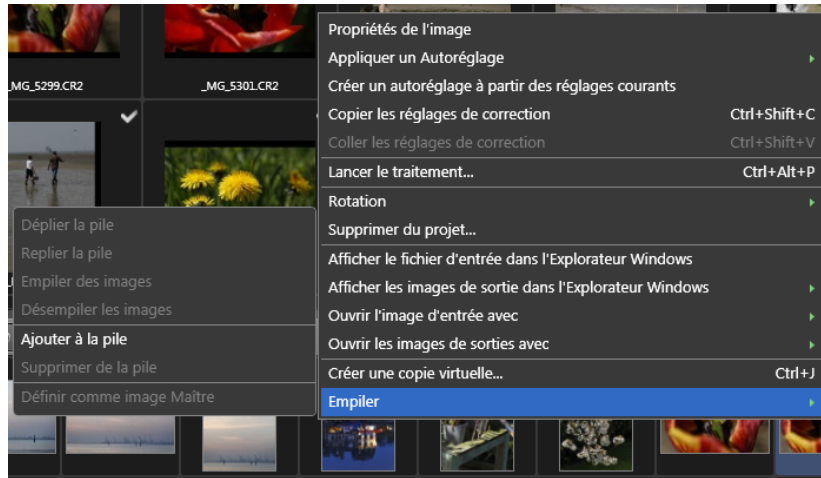 _MG_5299.CR2
_MG_5301.CR2
Propriétés de l'image
Appliquer un Autoréglage
Créer un autoréglage à partir des réglages courants
Copier les réglages de correction Ctrl+Shift+C
Coller les réglages de correction Ctrl+Shift+V
Lancer le traitement... Ctrl+Alt+P
Rotation
Supprimer du projet...
Afficher le fichier d'entrée dans l'Explorateur Windows
Afficher les images de sortie dans l'Explorateur Windows
Ouvrir l'image d'entrée avec
Ouvrir les images de sorties avec
Créer une copie virtuelle... Ctrl+J
Empiler
Déplier la pile
Replier la pile
Empiler des images
Désempiler les images
Ajouter à la pile
Supprimer de la pile
Définir comme image Maître